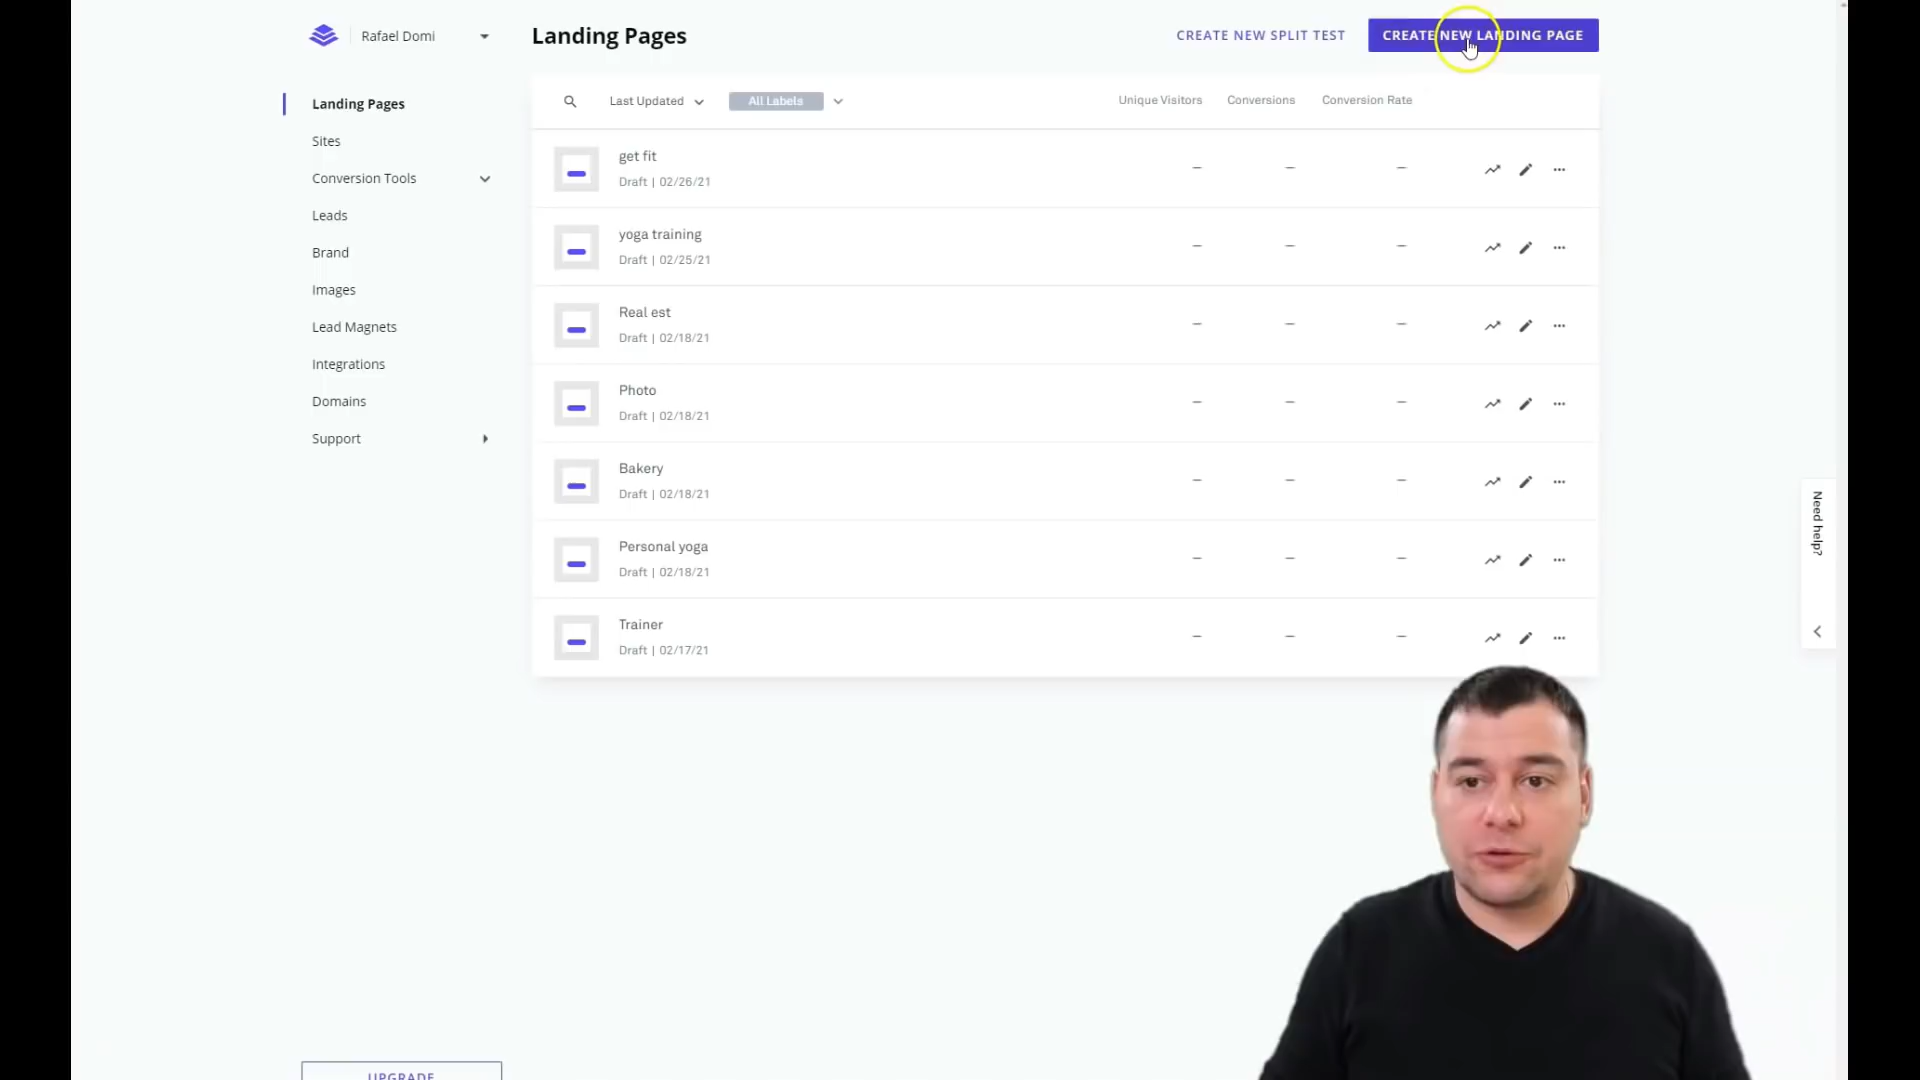 Rafael Domi
Landing Pages
CREATE NEW SPLIT TEST
CREATE NEW LANDING PAGE
Landing Pages
Sites
Conversion Tools
Leads
Brand
Images
Lead Magnets
Integrations
Domains
Support
UPGRADE
Last Updated
All Labels
Unique Visitors
Conversions
Conversion Rate
get fit
Draft | 02/26/21
yoga training
Draft | 02/25/21
Real est
Draft | 02/18/21
Photo
Draft | 02/18/21
Bakery
Draft | 02/18/21
Personal yoga
Draft | 02/18/21
Trainer
Draft | 02/17/21
Need help?